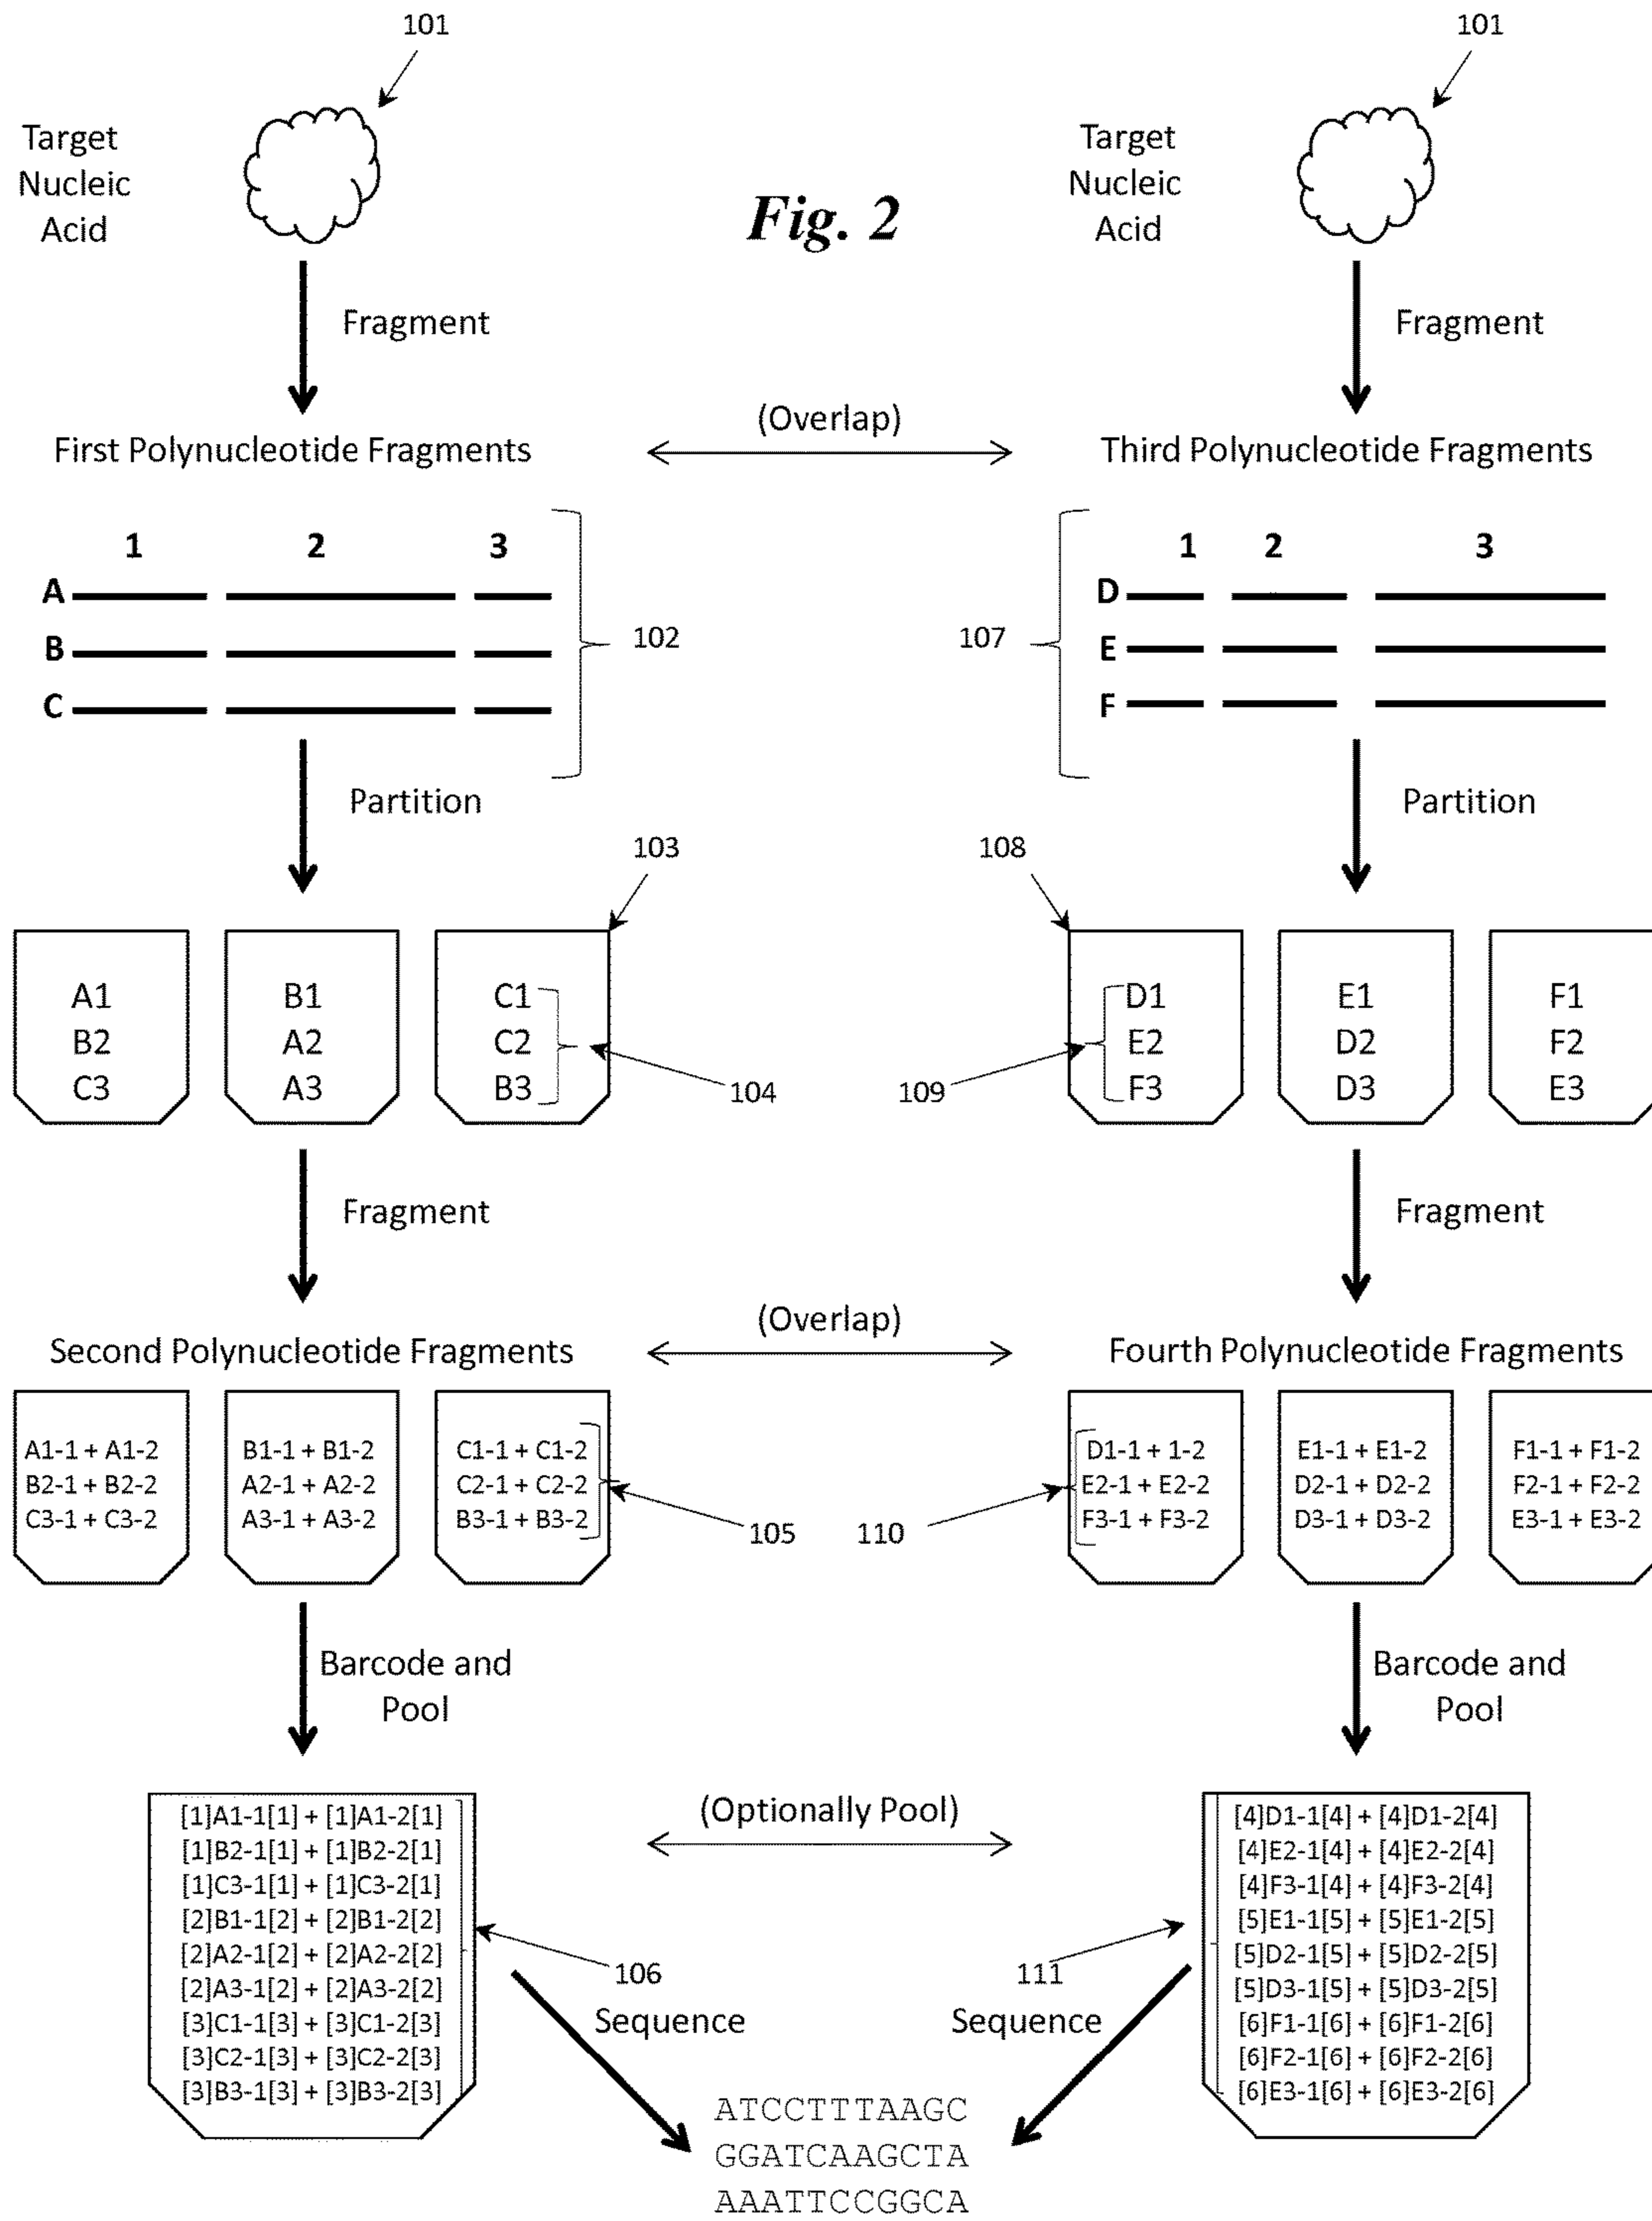 101
101
Target
Nucleic
Acid
Target
Nucleic
Acid
Fig. 2
Fragment
Fragment
(Overlap)
First Polynucleotide Fragments
Third Polynucleotide Fragments
1 2 3
1 2 3
A
B
C
102
107
D
E
F
Partition
Partition
103
108
A1
B2
C3
B1
A2
A3
C1
C2
B3
104
109
D1
E2
F3
E1
D2
D3
F1
F2
E3
Fragment
Fragment
(Overlap)
Second Polynucleotide Fragments
Fourth Polynucleotide Fragments
A1-1 + A1-2
B2-1 + B2-2
C3-1 + C3-2
B1-1 + B1-2
A2-1 + A2-2
A3-1 + A3-2
C1-1 + C1-2
C2-1 + C2-2
B3-1 + B3-2
105
110
D1-1 + 1-2
E2-1 + E2-2
F3-1 + F3-2
E1-1 + E1-2
D2-1 + D2-2
D3-1 + D3-2
F1-1 + F1-2
F2-1 + F2-2
E3-1 + E3-2
Barcode and
Pool
Barcode and
Pool
(Optionally Pool)
[1]A1-1[1] + [1]A1-2[1]
[1]B2-1[1] + [1]B2-2[1]
[1]C3-1[1] + [1]C3-2[1]
[2]B1-1[2] + [2]B1-2[2]
[2]A2-1[2] + [2]A2-2[2]
[2]A3-1[2] + [2]A3-2[2]
[3]C1-1[3] + [3]C1-2[3]
[3]C2-1[3] + [3]C2-2[3]
[3]B3-1[3] + [3]B3-2[3]
106
111
[4]D1-1[4] + [4]D1-2[4]
[4]E2-1[4] + [4]E2-2[4]
[4]F3-1[4] + [4]F3-2[4]
[5]E1-1[5] + [5]E1-2[5]
[5]D2-1[5] + [5]D2-2[5]
[5]D3-1[5] + [5]D3-2[5]
[6]F1-1[6] + [6]F1-2[6]
[6]F2-1[6] + [6]F2-2[6]
[6]E3-1[6] + [6]E3-2[6]
Sequence
Sequence
ATCCTTTAAGC
GGATCAAGCTA
AAATTCCGGCA